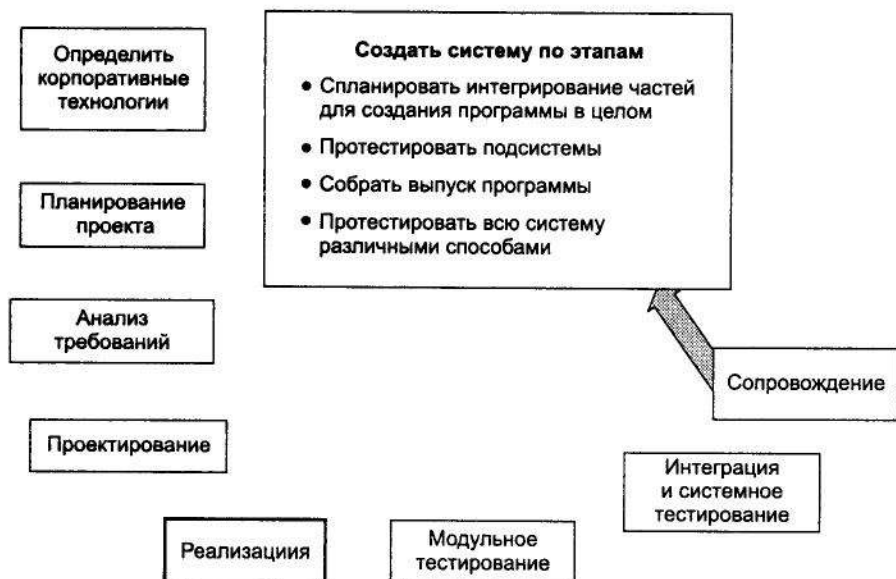 Определить
корпоративные
технологии
Создать систему по этапам
• Спланировать интегрирование частей
для создания программы в целом
• Протестировать подсистемы
• Собрать выпуск программы
• Протестировать всю систему
различными способами
Планирование
проекта
Анализ
требований
Сопровождение
Проектирование
Интеграция
и системное
тестирование
Реализациия
Модульное
тестирование